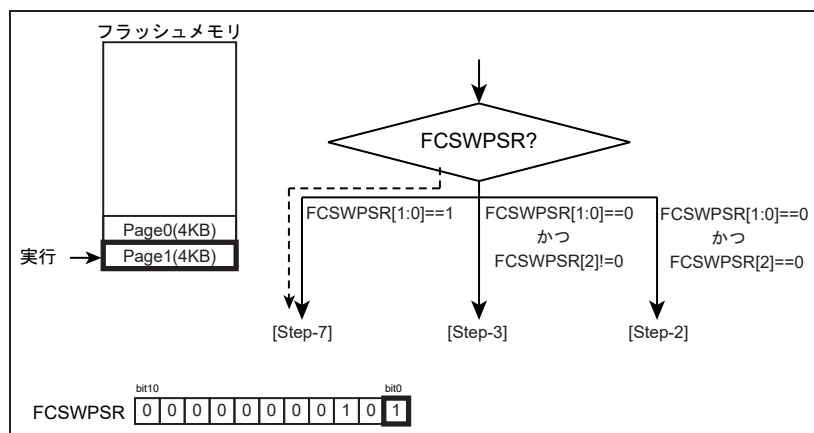 フラッシュメモリ
Page0(4KB)
実行
Page1(4KB)
FCSWPSR?
FCSWPSR[1:0]==1
FCSWPSR[1:0]==0
かつ
FCSWPSR[2]!=0
FCSWPSR[1:0]==0
かつ
FCSWPSR[2]==0
[Step-7]
[Step-3]
[Step-2]
bit10
bit0
FCSWPSR 0 0 0 0 0 0 0 0 1 0 1